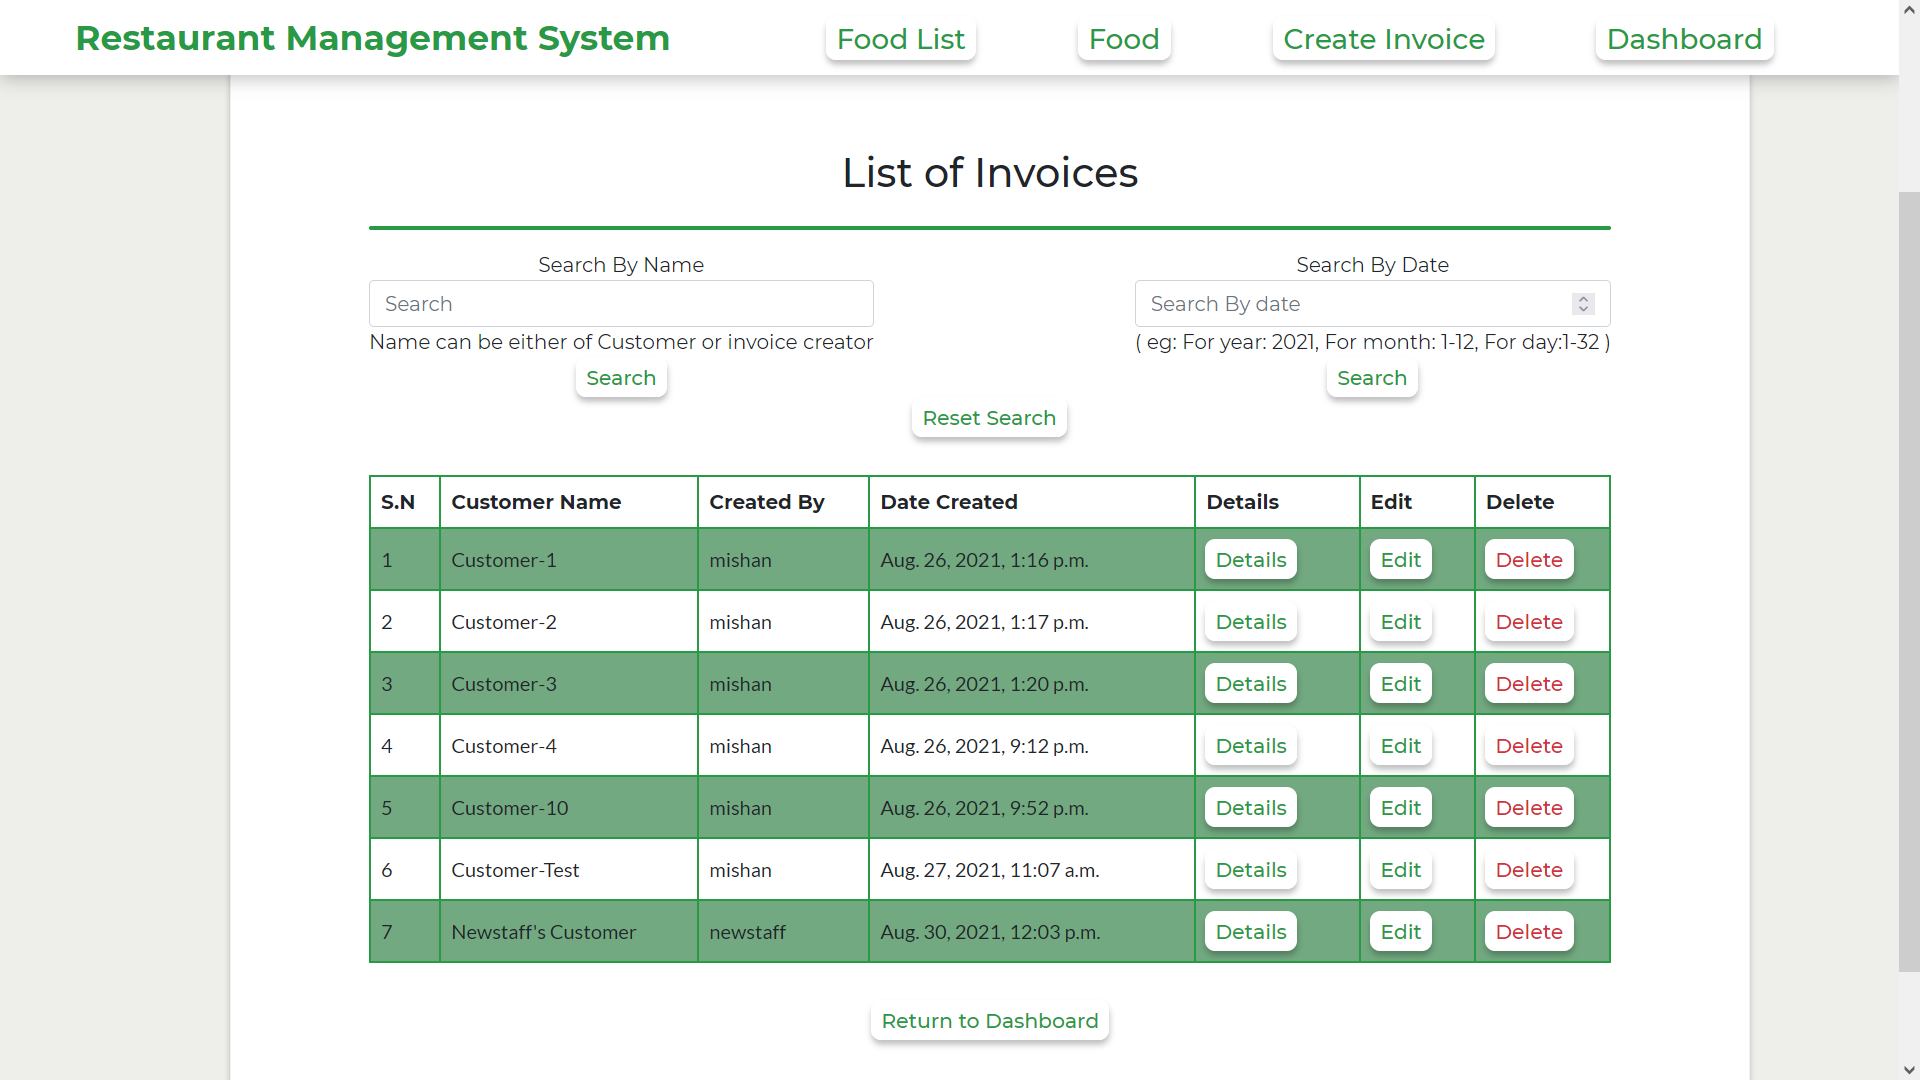 Restaurant Management System Food List Food Create Invoice Dashboard
List of Invoices
Search By Name Search By Date
Search Search By date
Name can be either of Customer or invoice creator ( eg: For year: 2021, For month: 1-12, For day:1-32 )
Search Search
Reset Search
S.N Customer Name Created By Date Created Details Edit Delete
1 Customer-1 mishan Aug. 26, 2021, 1:16 p.m. Details Edit Delete
2 Customer-2 mishan Aug. 26, 2021, 1:17 p.m. Details Edit Delete
3 Customer-3 mishan Aug. 26, 2021, 1:20 p.m. Details Edit Delete
4 Customer-4 mishan Aug. 26, 2021, 9:12 p.m. Details Edit Delete
5 Customer-10 mishan Aug. 26, 2021, 9:52 p.m. Details Edit Delete
6 Customer-Test mishan Aug. 27, 2021, 11:07 a.m. Details Edit Delete
7 Newstaff's Customer newstaff Aug. 30, 2021, 12:03 p.m. Details Edit Delete
Return to Dashboard